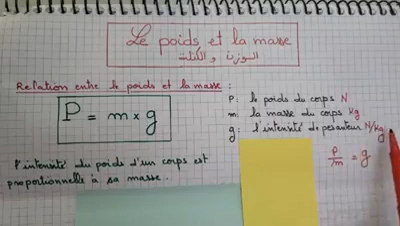 Le poids et la masse
الوزن والكتلة
Relation entre le poids et la masse :
P = m × g
P : le poids du corps N
m : la masse du corps Kg
g : l'intensité de pesanteur N/Kg
P/m = g
l'intensité du poids d'un corps est
proportionnelle à sa masse.